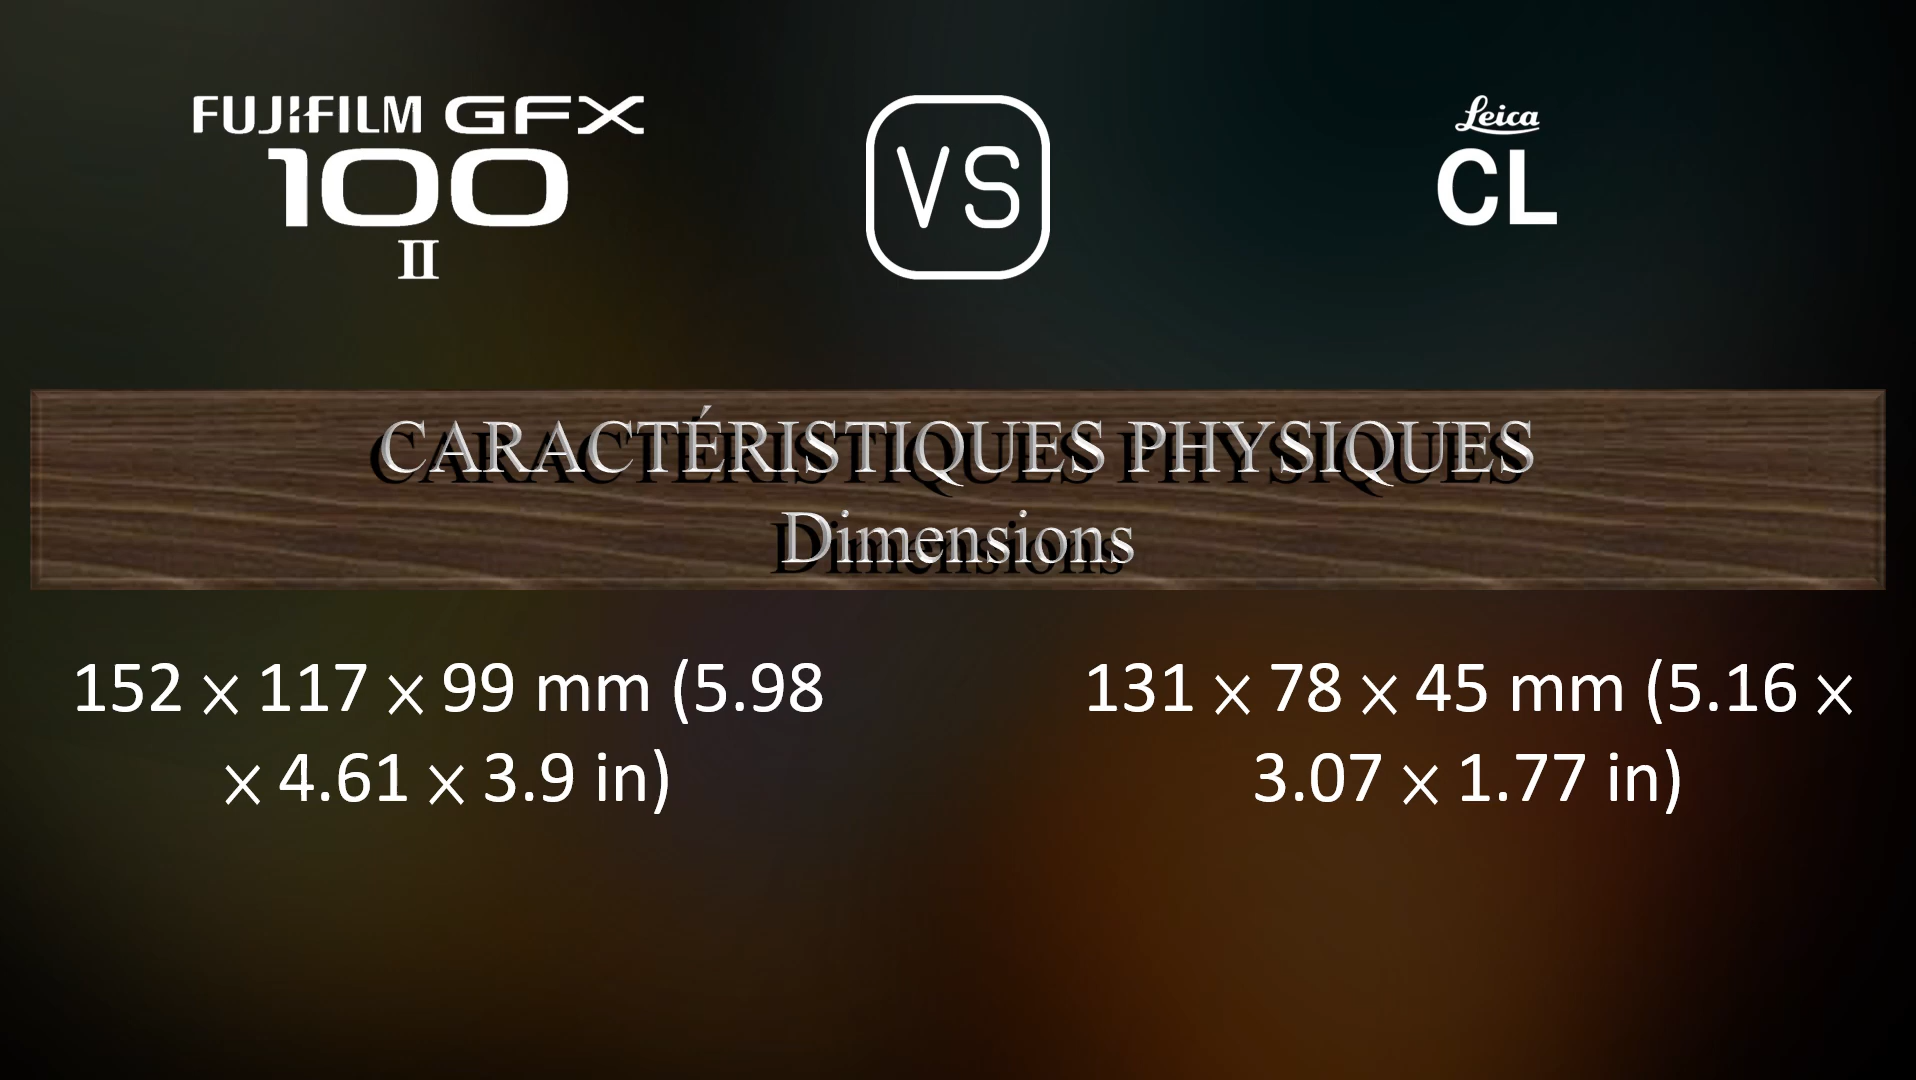 FUJIFILM GFX
100
II
VS
Leica
CL
CARACTÉRISTIQUES PHYSIQUES
Dimensions
152 x 117 x 99 mm (5.98
x 4.61 x 3.9 in)
131 x 78 x 45 mm (5.16 x
3.07 x 1.77 in)